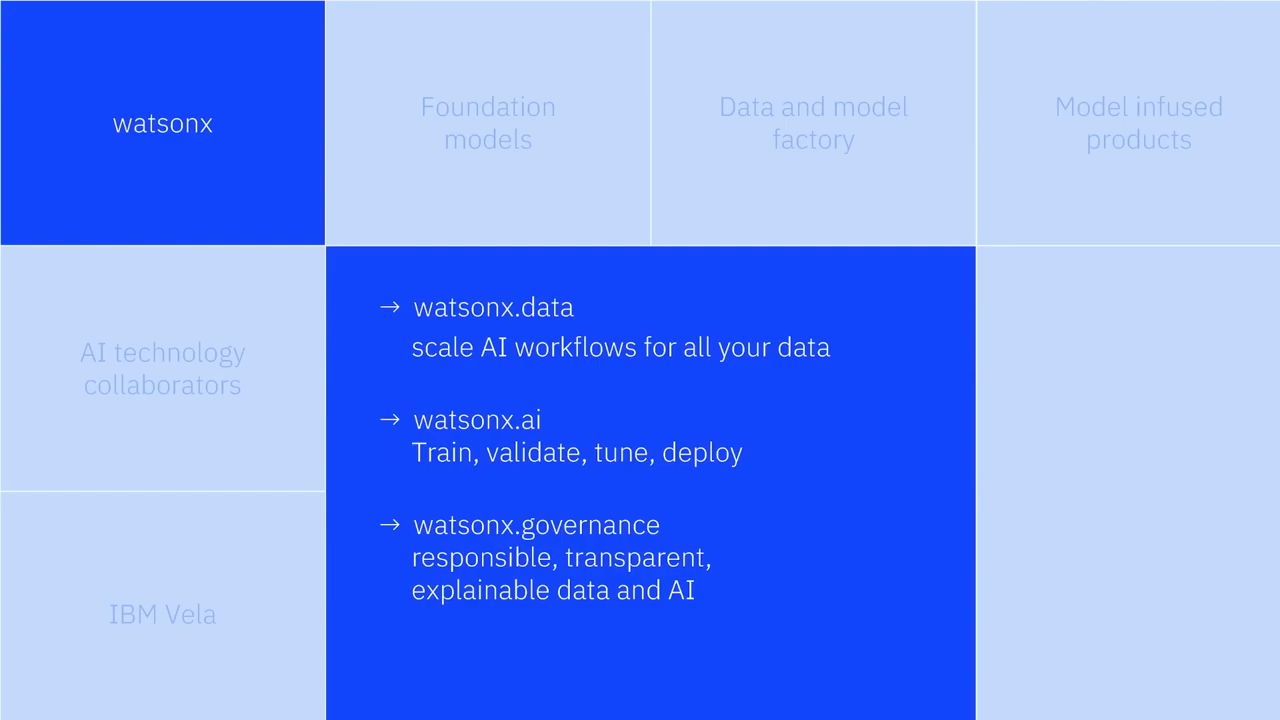 watsonx
Foundation
models
Data and model
factory
Model infused
products
AI technology
collaborators
→ watsonx.data
scale AI workflows for all your data
→ watsonx.ai
Train, validate, tune, deploy
→ watsonx.governance
responsible, transparent,
explainable data and AI
IBM Vela